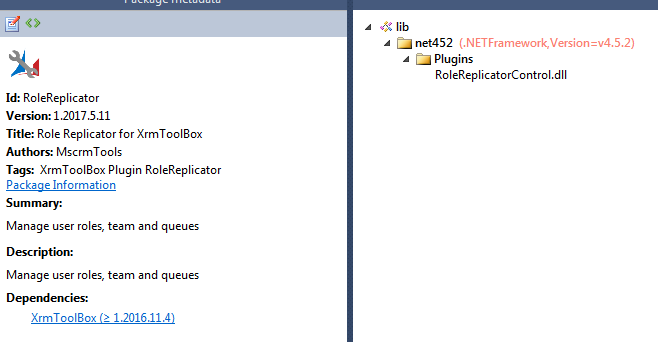 Package metadata
Id: RoleReplicator
Version: 1.2017.5.11
Title: Role Replicator for XrmToolBox
Authors: MscrmTools
Tags: XrmToolBox Plugin RoleReplicator
Package Information
Summary:
Manage user roles, team and queues
Description:
Manage user roles, team and queues
Dependencies:
XrmToolBox (≥ 1.2016.11.4)
lib
net452 (.NETFramework,Version=v4.5.2)
Plugins
RoleReplicatorControl.dll